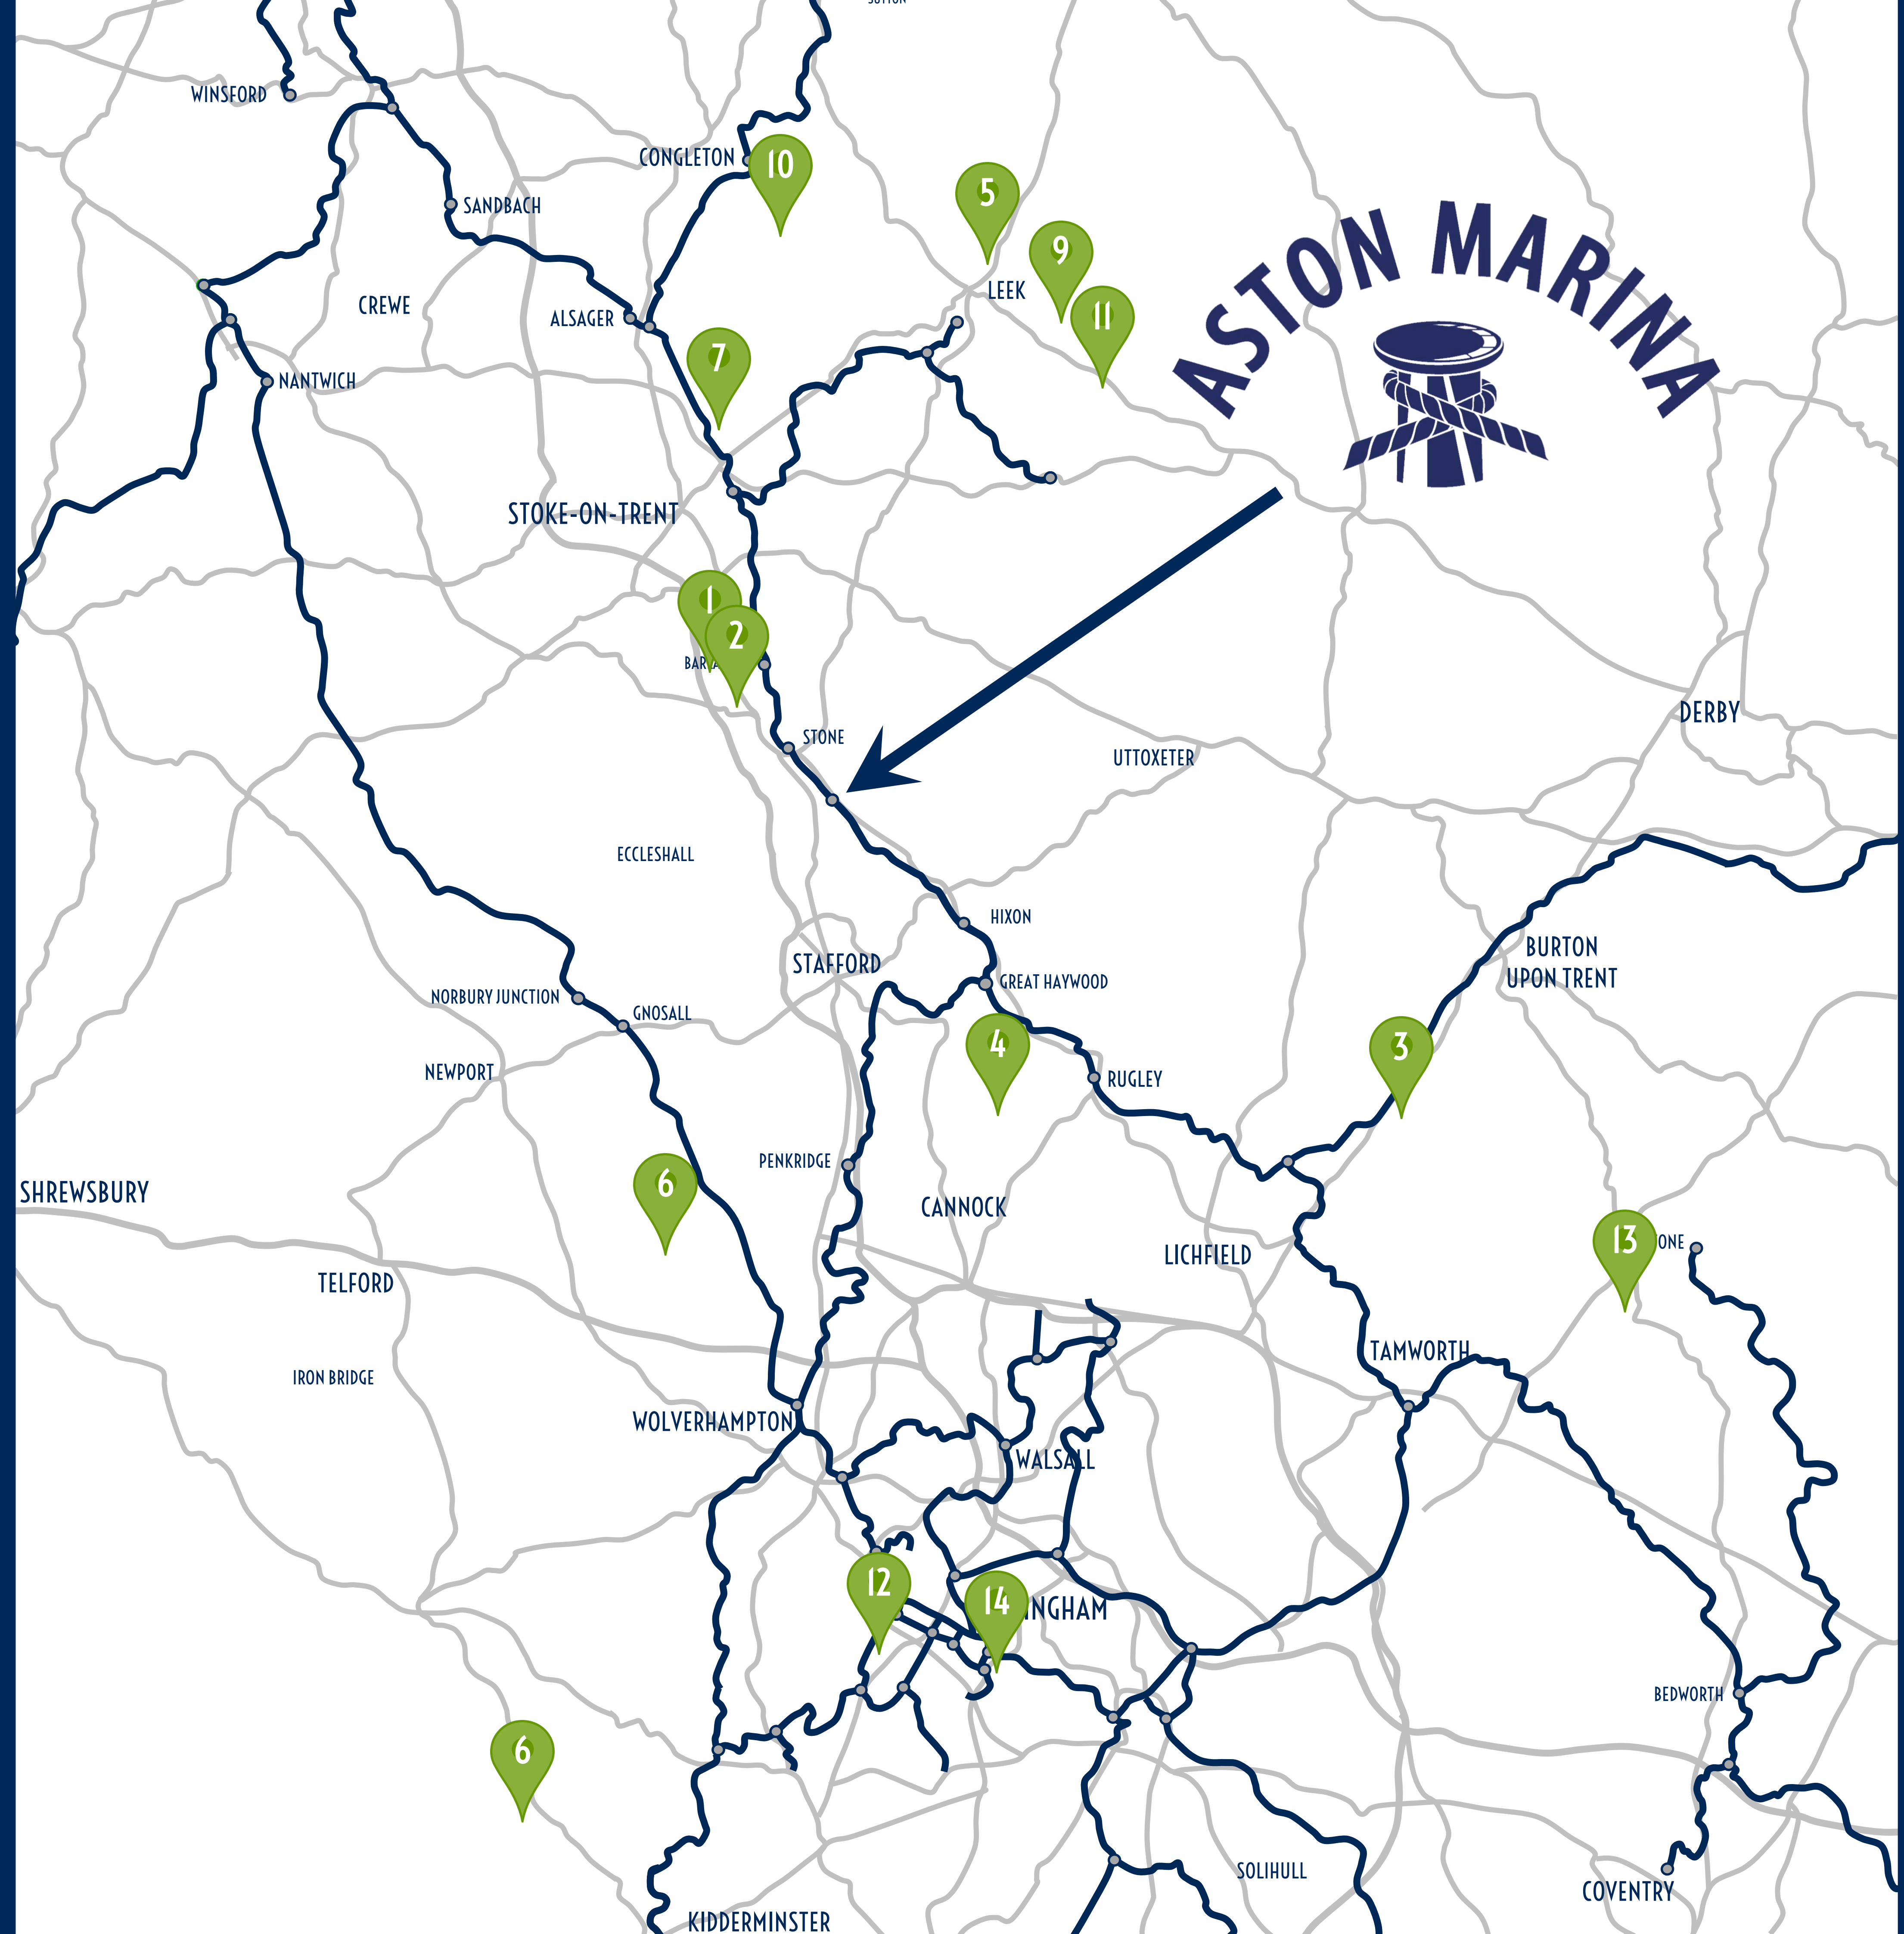 WINSFORD
CONGLETON
10
5
SANDBACH
9
LEEK
CREWE
ALSAGER
11
7
NANTWICH
ASTON MARINA
STOKE-ON-TRENT
1
2
STONE
DERBY
UTTOXETER
ECCLESHALL
HIXON
BURTON
UPON TRENT
STAFFORD
GREAT HAYWOOD
NORBURY JUNCTION
GNOSALL
4
3
NEWPORT
RUGLEY
PENKRIDGE
6
SHREWSBURY
CANNOCK
LICHFIELD
13
ONE
TELFORD
TAMWORTH
IRON BRIDGE
WOLVERHAMPTON
WALSALL
12
14
INGHAM
BEDWORTH
6
SOLIHULL
COVENTRY
KIDDERMINSTER